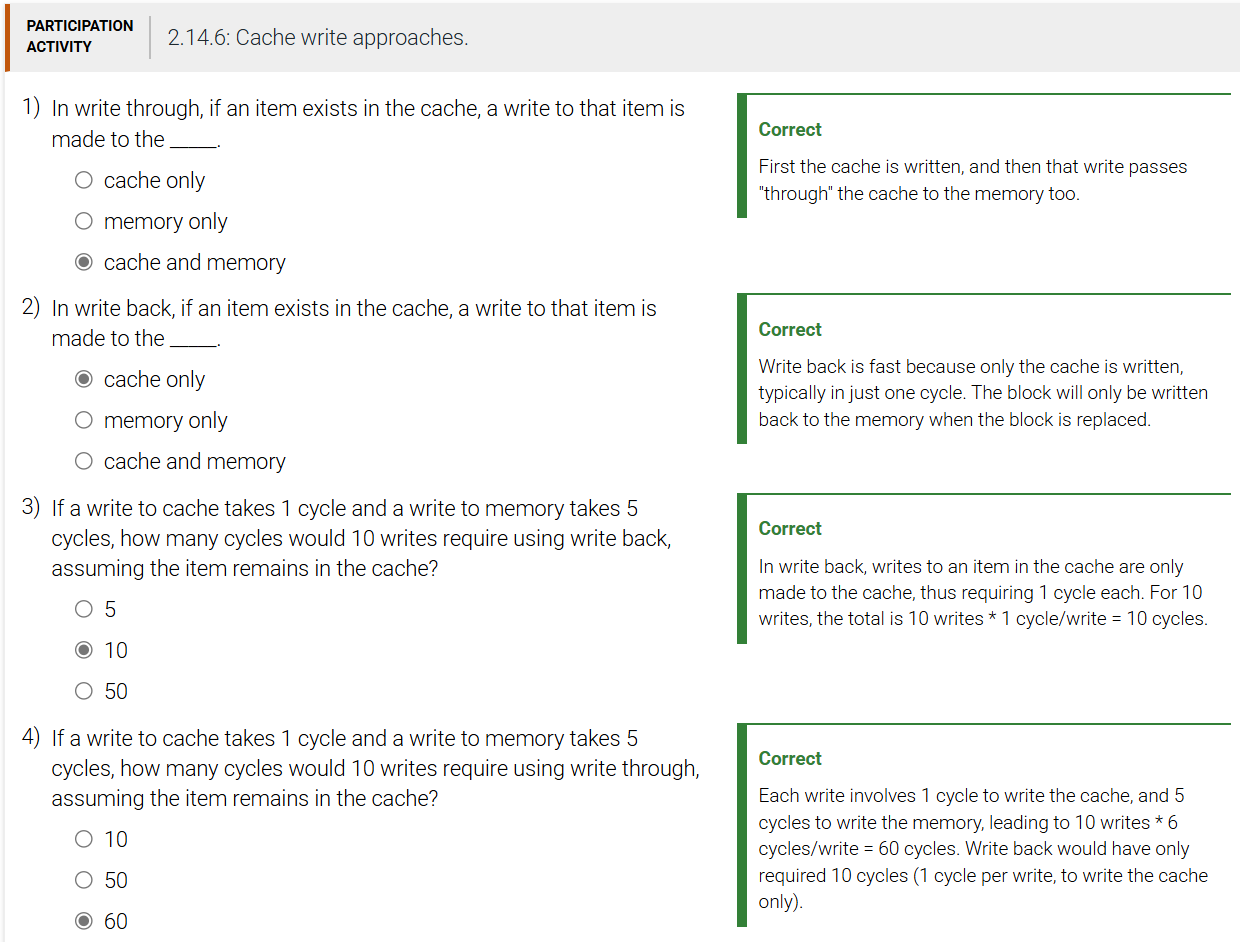 PARTICIPATION
ACTIVITY
2.14.6: Cache write approaches.
1) In write through, if an item exists in the cache, a write to that item is
made to the _____.
cache only
memory only
cache and memory
Correct
First the cache is written, and then that write passes
"through" the cache to the memory too.
2) In write back, if an item exists in the cache, a write to that item is
made to the _____.
cache only
memory only
cache and memory
Correct
Write back is fast because only the cache is written,
typically in just one cycle. The block will only be written
back to the memory when the block is replaced.
3) If a write to cache takes 1 cycle and a write to memory takes 5
cycles, how many cycles would 10 writes require using write back,
assuming the item remains in the cache?
5
10
50
Correct
In write back, writes to an item in the cache are only
made to the cache, thus requiring 1 cycle each. For 10
writes, the total is 10 writes * 1 cycle/write = 10 cycles.
4) If a write to cache takes 1 cycle and a write to memory takes 5
cycles, how many cycles would 10 writes require using write through,
assuming the item remains in the cache?
10
50
60
Correct
Each write involves 1 cycle to write the cache, and 5
cycles to write the memory, leading to 10 writes * 6
cycles/write = 60 cycles. Write back would have only
required 10 cycles (1 cycle per write, to write the cache
only).